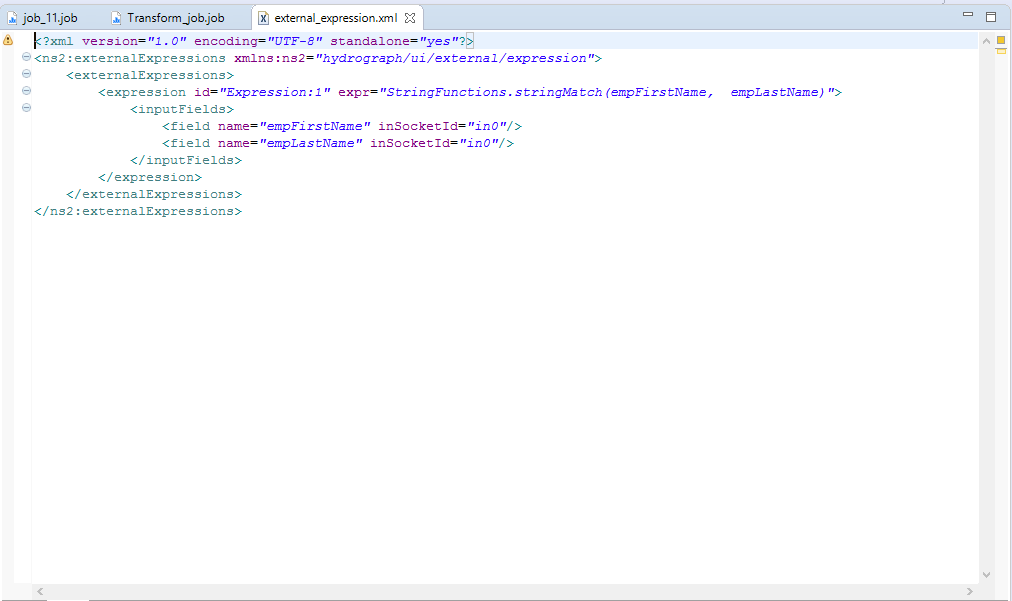 job_11.job Transform_job.job external_expression.xml
<?xml version="1.0" encoding="UTF-8" standalone="yes"?>
<ns2:externalExpressions xmlns:ns2="hydrograph/ui/external/expression">
    <externalExpressions>
        <expression id="Expression:1" expr="StringFunctions.stringMatch(empFirstName,  empLastName)">
            <inputFields>
                <field name="empFirstName" inSocketId="in0"/>
                <field name="empLastName" inSocketId="in0"/>
            </inputFields>
        </expression>
    </externalExpressions>
</ns2:externalExpressions>